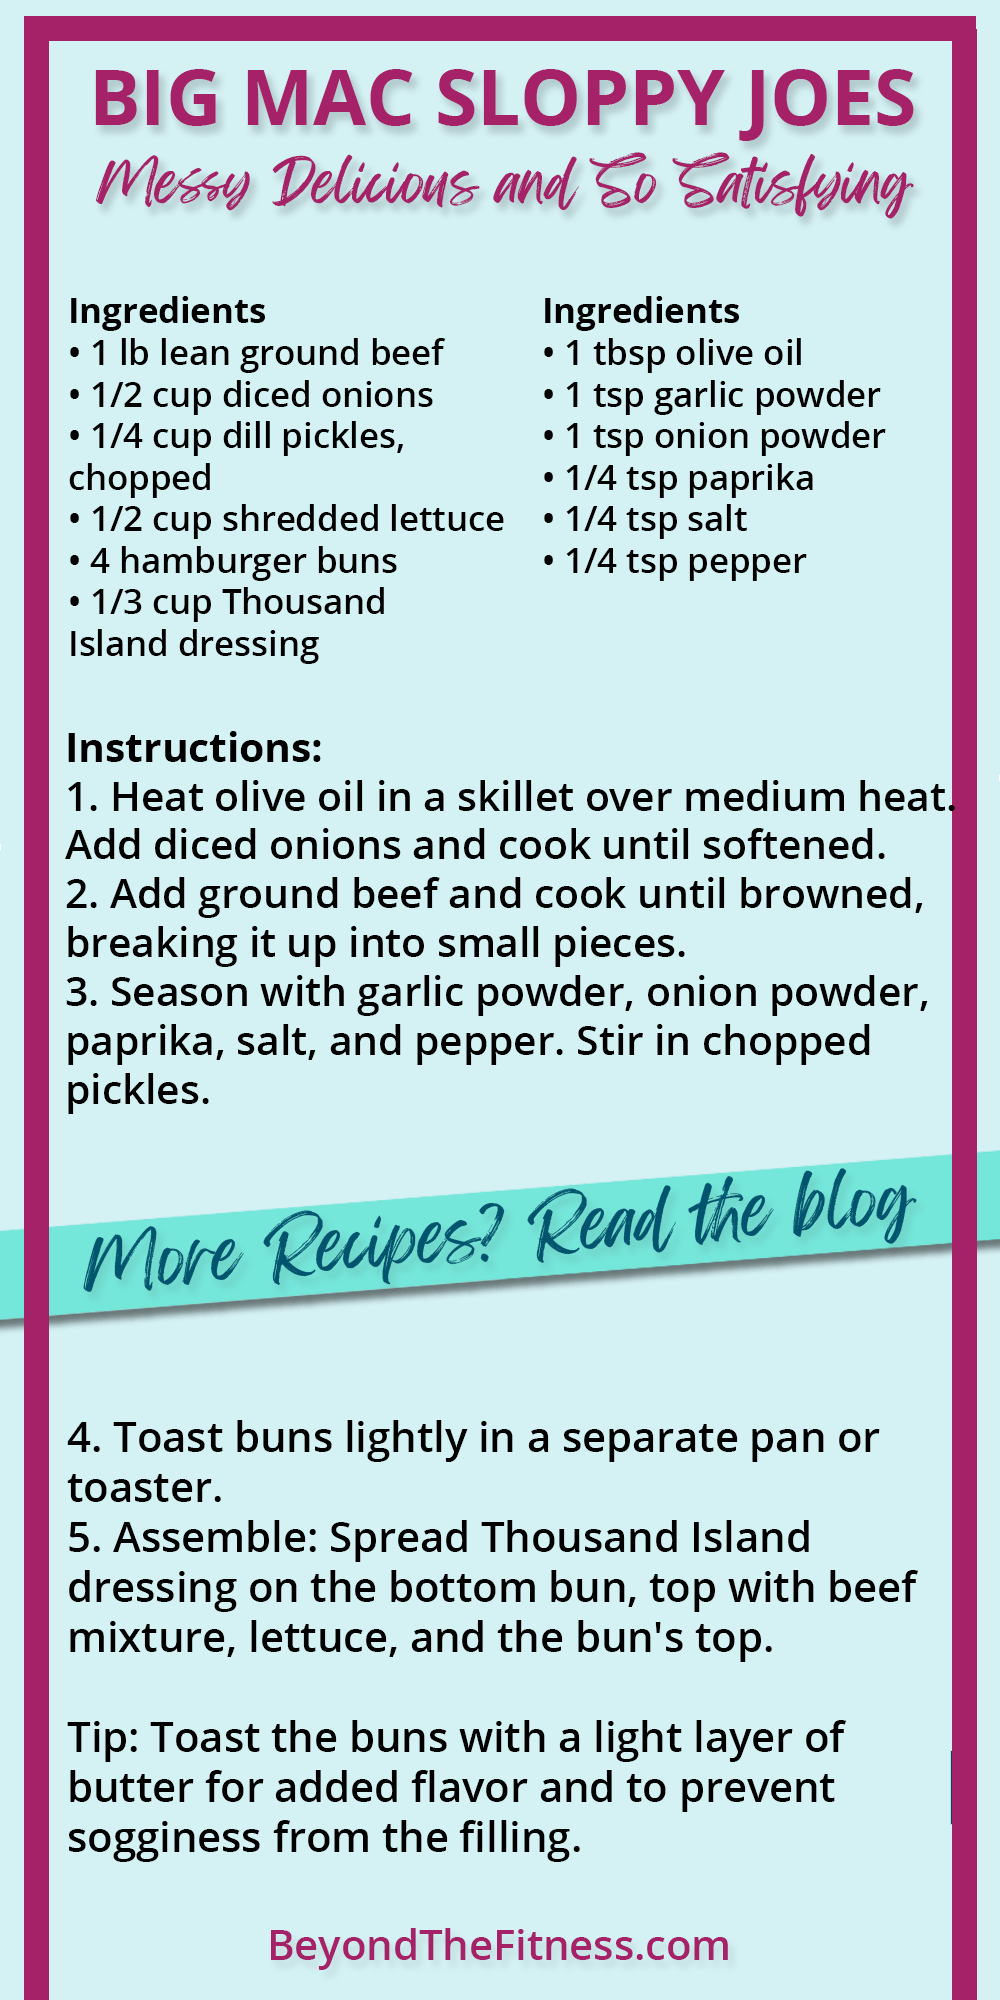 BIG MAC SLOPPY JOES
Messy Delicious and So Satisfying
Ingredients
• 1 lb lean ground beef
• 1/2 cup diced onions
• 1/4 cup dill pickles,
chopped
• 1/2 cup shredded lettuce
• 4 hamburger buns
• 1/3 cup Thousand
Island dressing
Ingredients
• 1 tbsp olive oil
• 1 tsp garlic powder
• 1 tsp onion powder
• 1/4 tsp paprika
• 1/4 tsp salt
• 1/4 tsp pepper
Instructions:
1. Heat olive oil in a skillet over medium heat.
Add diced onions and cook until softened.
2. Add ground beef and cook until browned,
breaking it up into small pieces.
3. Season with garlic powder, onion powder,
paprika, salt, and pepper. Stir in chopped
pickles.
More Recipes? Read the blog
4. Toast buns lightly in a separate pan or
toaster.
5. Assemble: Spread Thousand Island
dressing on the bottom bun, top with beef
mixture, lettuce, and the bun's top.
Tip: Toast the buns with a light layer of
butter for added flavor and to prevent
sogginess from the filling.
BeyondTheFitness.com